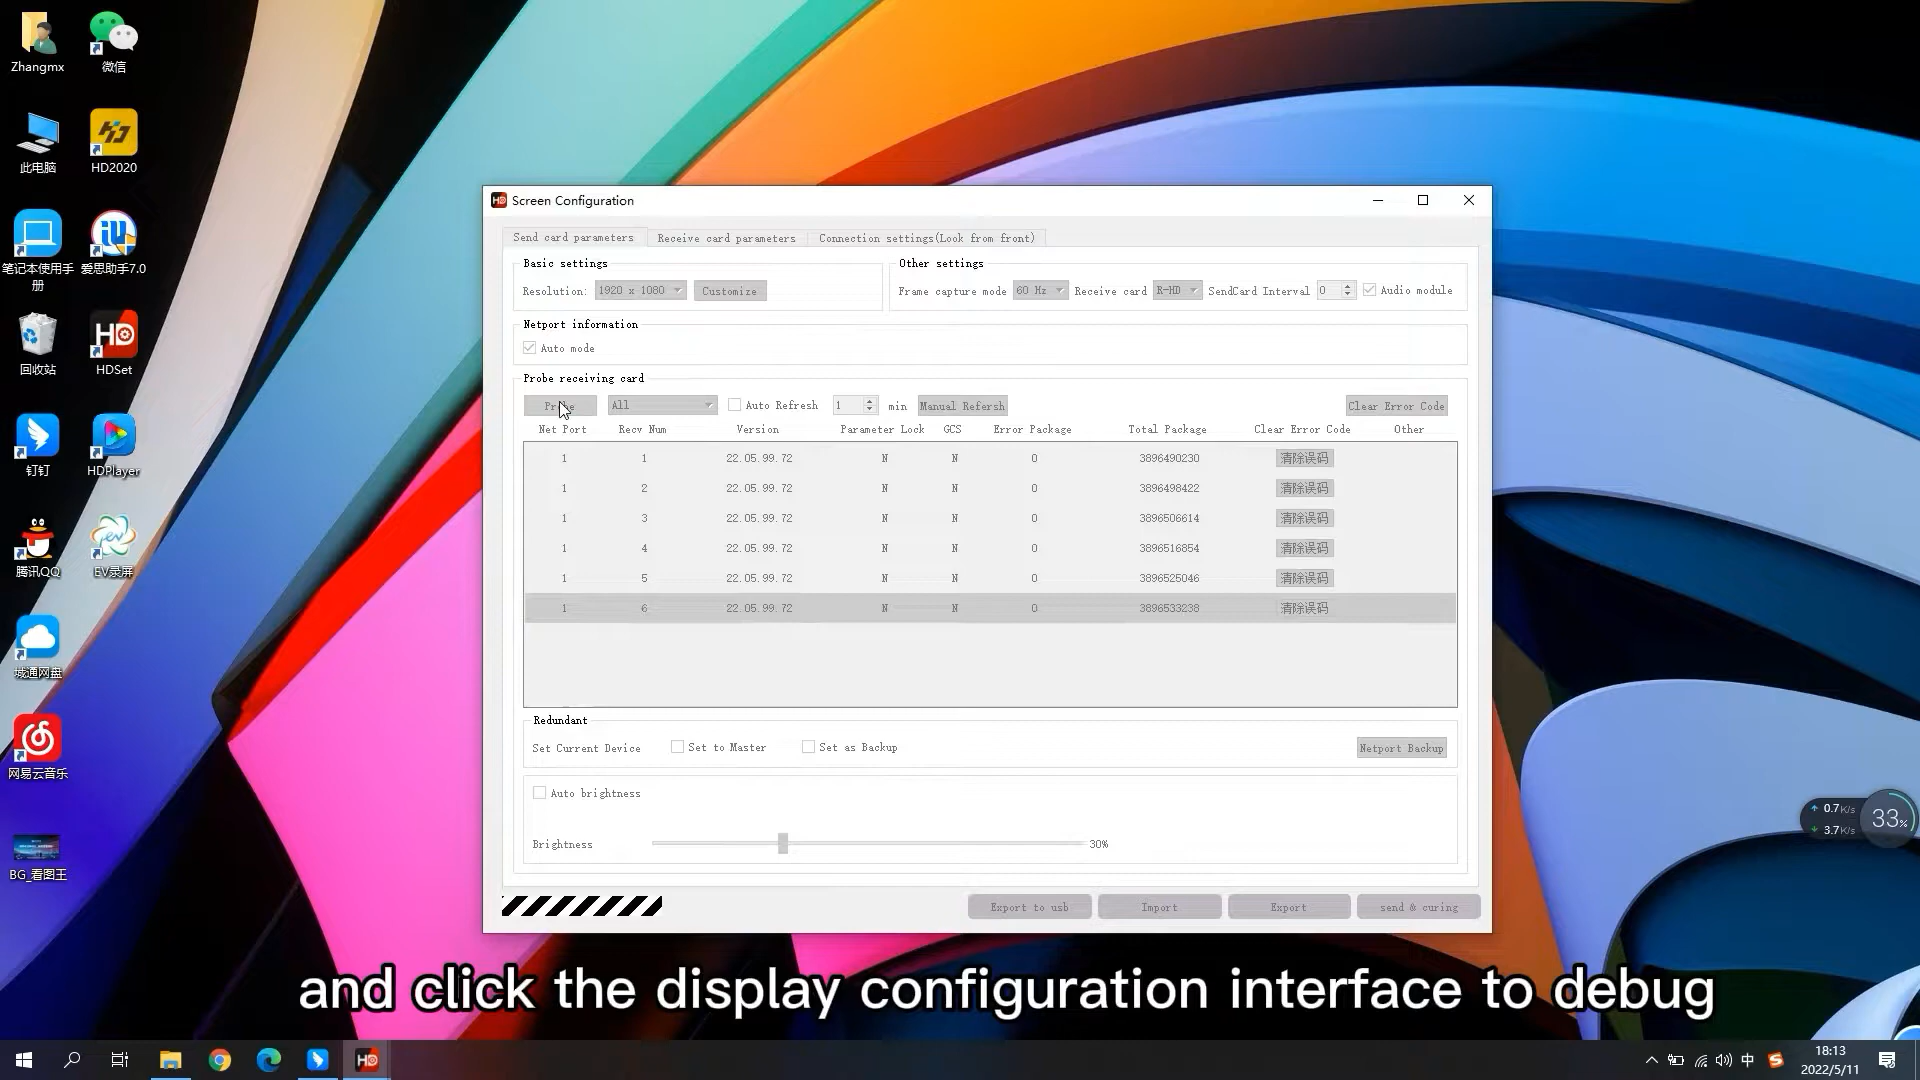 Zhangmx
微信
此电脑
HD2020
笔记本使用手册
爱思助手7.0
回收站
HDSet
钉钉
HDPlayer
腾讯QQ
EV录屏
城通网盘
网易云音乐
BG_看图王
Screen Configuration
Send card parameters
Receive card parameters
Connection settings(Look from front)
Basic settings
Resolution: 1920 x 1080 Customize
Other settings
Frame capture mode 60 Hz Receive card R-HD SendCard Interval 0 Audio module
Netport information
Auto mode
Probe receiving card
Probe All Auto Refresh 1 min Manual Refersh Clear Error Code
Net Port Recv Num Version Parameter Lock GCS Error Package Total Package Clear Error Code Other
1 1 22.05.99.72 N N 0 3896490230 清除误码
1 2 22.05.99.72 N N 0 3896498422 清除误码
1 3 22.05.99.72 N N 0 3896506614 清除误码
1 4 22.05.99.72 N N 0 3896516854 清除误码
1 5 22.05.99.72 N N 0 3896525046 清除误码
1 6 22.05.99.72 N N 0 3896533238 清除误码
Redundant
Set Current Device Set to Master Set as Backup Netport Backup
Auto brightness
Brightness 30%
Export to usb Import Export send & curing
0.7K/s
3.7K/s
33%
and click the display configuration interface to debug
中
18:13
2022/5/11